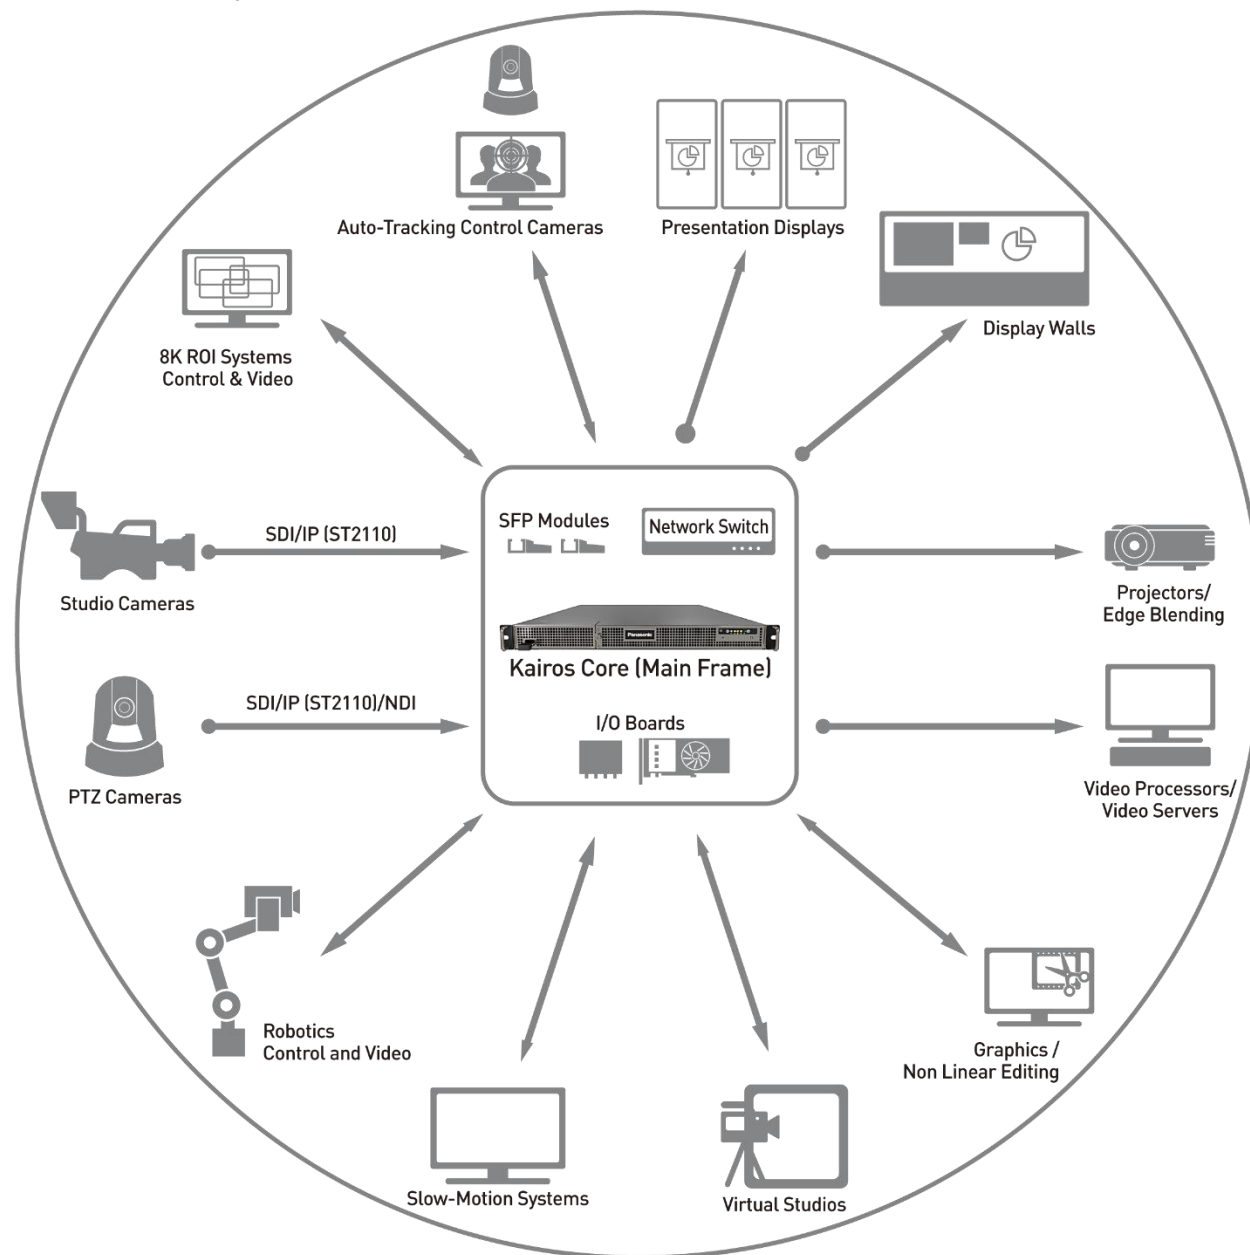 Auto-Tracking Control Cameras
Presentation Displays
Display Walls
8K ROI Systems
Control & Video
SFP Modules
Network Switch
SDI/IP (ST2110)
Studio Cameras
Projectors/
Edge Blending
Panasonic
Kairos Core (Main Frame)
SDI/IP (ST2110)/NDI
I/O Boards
PTZ Cameras
Video Processors/
Video Servers
Robotics
Control and Video
Graphics /
Non Linear Editing
Slow-Motion Systems
Virtual Studios